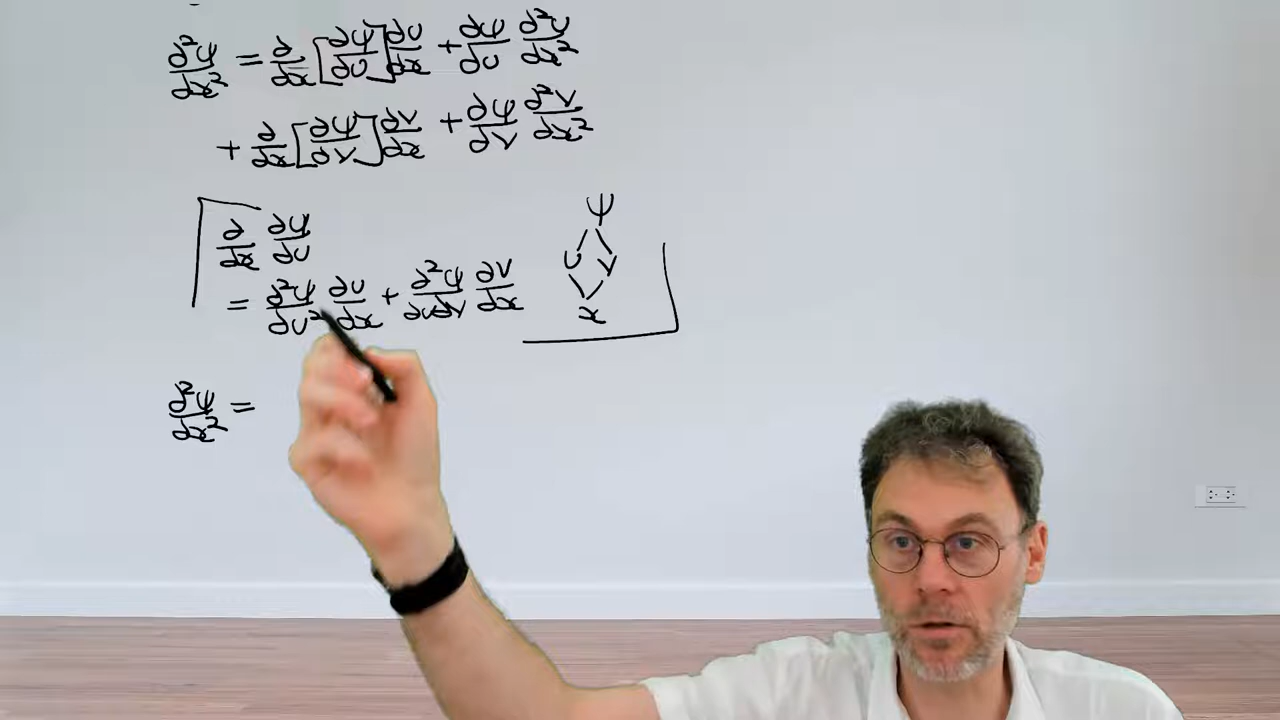 ∂²ψ/∂x² = ∂/∂x [∂ψ/∂u] ∂u/∂x + ∂ψ/∂u ∂²u/∂x²
+ ∂/∂x [∂ψ/∂v] ∂v/∂x + ∂ψ/∂v ∂²v/∂x²
∂/∂x ∂ψ/∂u
= ∂²ψ/∂u² ∂u/∂x + ∂²ψ/∂u∂v ∂v/∂x
ψ
u v
x
∂²ψ/∂x² =